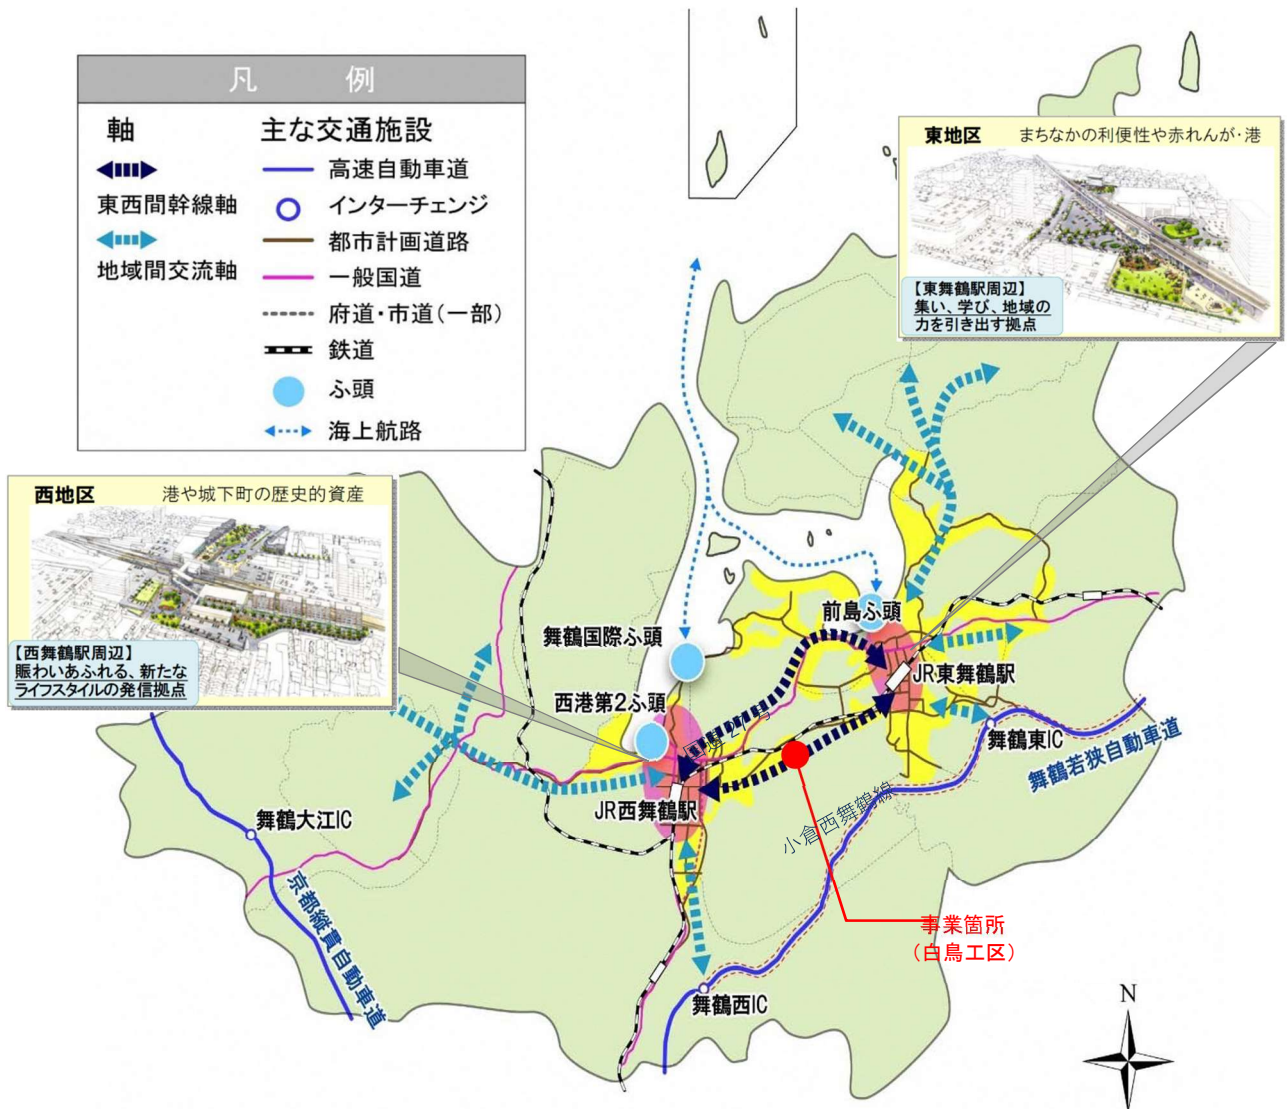 凡 例
軸
主な交通施設
東西間幹線軸
地域間交流軸
高速自動車道
インターチェンジ
都市計画道路
一般国道
府道・市道(一部)
鉄道
ふ頭
海上航路
東地区 まちなかの利便性や赤れんが・港
【東舞鶴駅周辺】
集い、学び、地域の
力を引き出す拠点
西地区 港や城下町の歴史的資産
【西舞鶴駅周辺】
賑わいあふれる、新たな
ライフスタイルの発信拠点
前島ふ頭
舞鶴国際ふ頭
JR東舞鶴駅
西港第2ふ頭
国道27号
舞鶴東IC
舞鶴若狭自動車道
JR西舞鶴駅
小倉西舞鶴線
舞鶴大江IC
京都縦貫自動車道
事業箇所
(白鳥工区)
舞鶴西IC
N